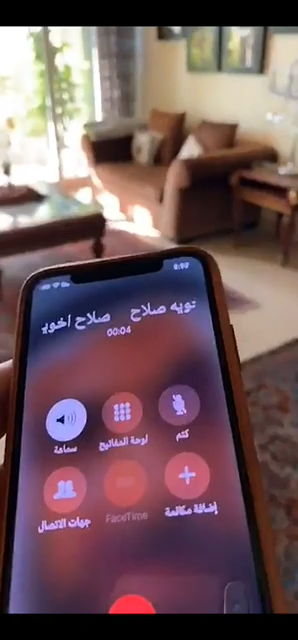 صلاح اخوي نويه صلاح
00:04
كتم لوحة المفاتيح سماعة
إضافة مكالمة FaceTime جهات الاتصال